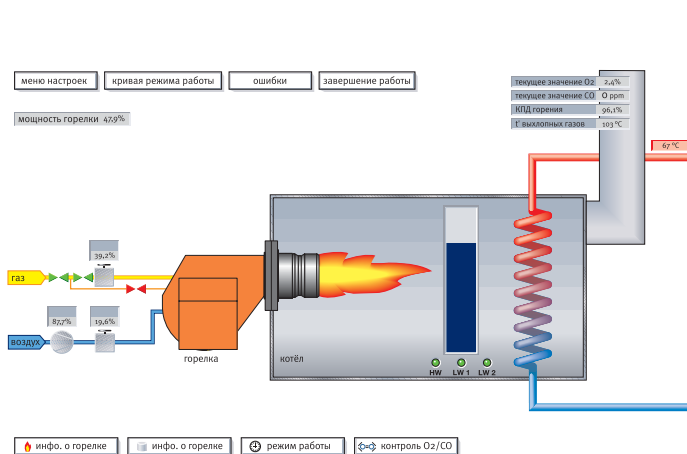 меню настроек
кривая режима работы
ошибки
завершение работы
текущее значение O2 2,4%
текущее значение CO 0 ppm
КПД горения 96,1%
t° выхлопных газов 103 °C
мощность горелки 47,9%
67 °C
39,2%
газ
87,7%
19,6%
воздух
горелка
котёл
HW LW 1 LW 2
инфо. о горелке
инфо. о горелке
режим работы
контроль O2/CO